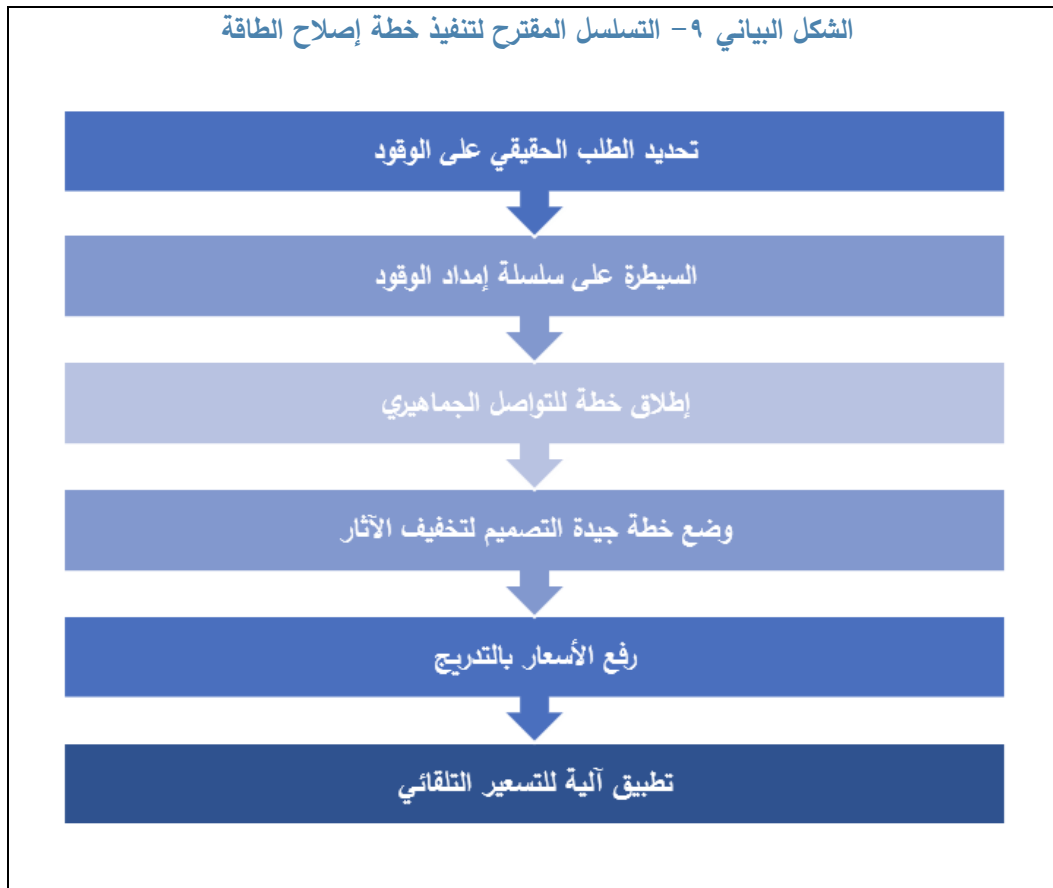 الشكل البياني ٩- التسلسل المقترح لتنفيذ خطة إصلاح الطاقة
تحديد الطلب الحقيقي على الوقود
السيطرة على سلسلة إمداد الوقود
إطلاق خطة للتواصل الجماهيري
وضع خطة جيدة التصميم لتخفيف الآثار
رفع الأسعار بالتدريج
تطبيق آلية للتسعير التلقائي